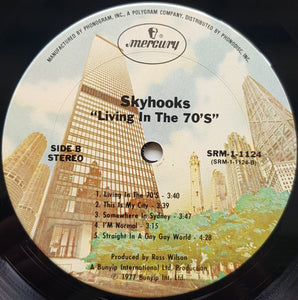 MANUFACTURED BY PHONOGRAM, INC., A POLYGRAM COMPANY, DISTRIBUTED BY PHONODISC, INC.
mercury
Skyhooks
"Living In The 70'S"
SIDE B
STEREO
SRM-1-1124
(SRM-1-1124-B)
1. Living In The 70'S - 3:40
2. This Is My City - 3:39
3. Somewhere In Sydney - 3:47
4. I'm Normal - 3:15
5. Straight In A Gay Gay World - 4:28
Produced by Ross Wilson
A Bunyip International Ltd. Production
℗ 1977 Bunyip Int. Ltd.